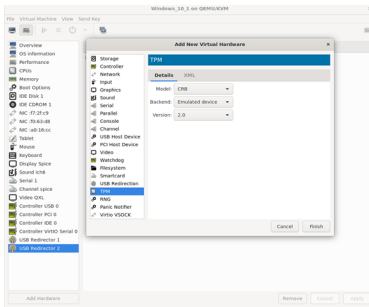 Windows_10_1 on QEMU/KVM
File Virtual Machine View Send Key
Overview
OS information
Performance
CPUs
Memory
Boot Options
IDE Disk 1
IDE CDROM 1
NIC :f7:2f:c9
NIC :f0:63:d8
NIC :a0:16:cc
Tablet
Mouse
Keyboard
Display Spice
Sound ich6
Serial 1
Channel spice
Video QXL
Controller USB 0
Controller PCI 0
Controller IDE 0
Controller VirtIO Serial 0
USB Redirector 1
USB Redirector 2
Add Hardware
Add New Virtual Hardware
Storage
Controller
Network
Input
Graphics
Sound
Serial
Parallel
Console
Channel
USB Host Device
PCI Host Device
Video
Watchdog
Filesystem
Smartcard
USB Redirection
TPM
RNG
Panic Notifier
Virtio VSOCK
TPM
Details XML
Model: CRB
Backend: Emulated device
Version: 2.0
Cancel Finish
Remove Cancel Apply